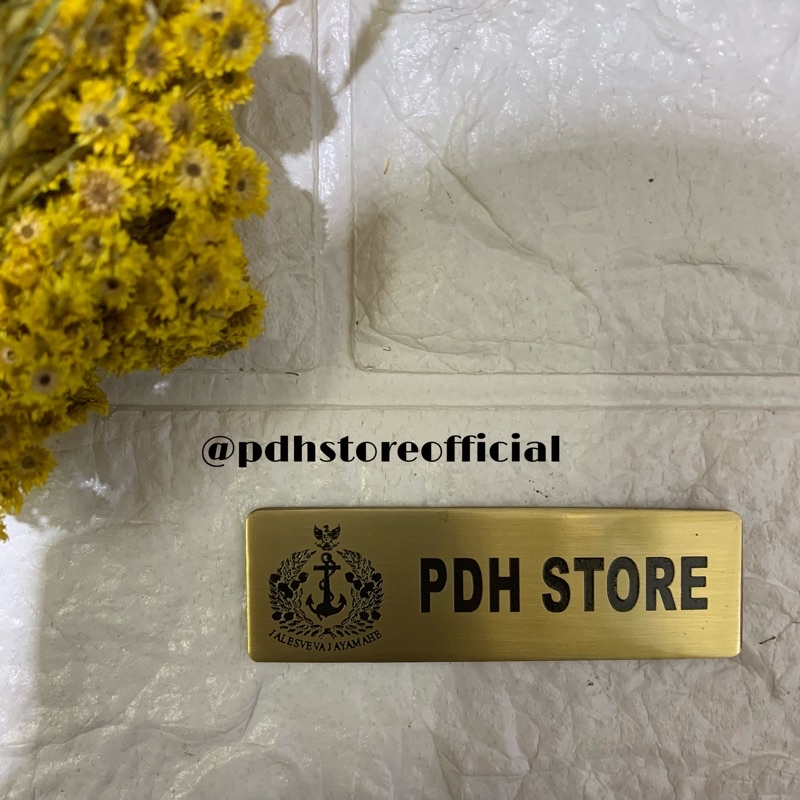 @pdhstoreofficial
PDH STORE
JALESVEVA JAYAMAHE